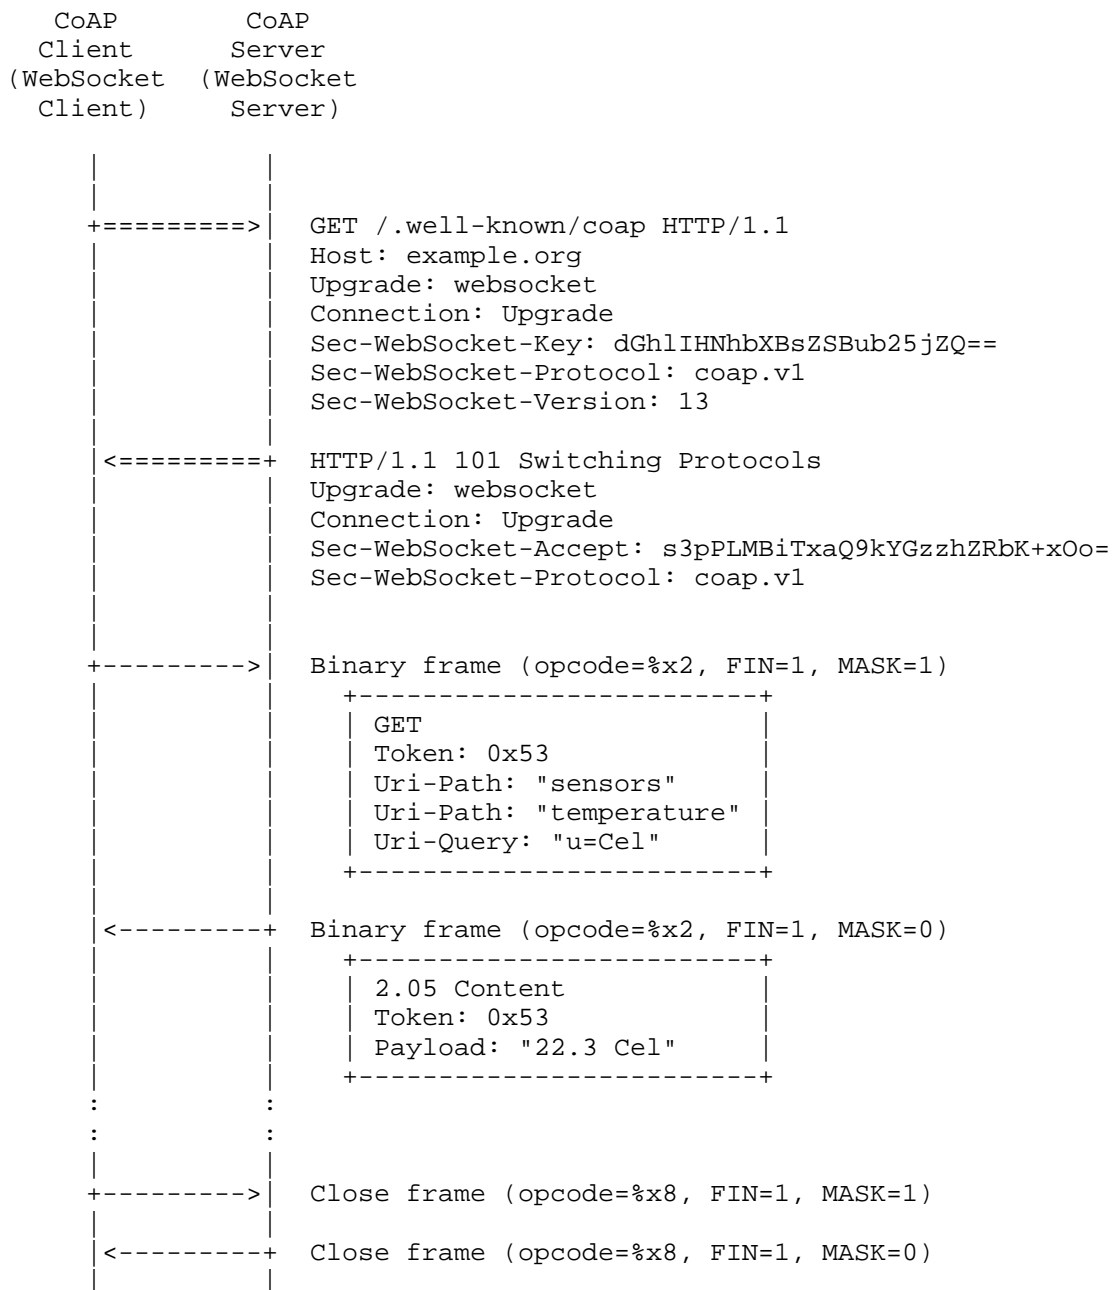 CoAP CoAP
Client Server
(WebSocket (WebSocket
Client) Server)
GET /.well-known/coap HTTP/1.1
Host: example.org
Upgrade: websocket
Connection: Upgrade
Sec-WebSocket-Key: dGhlIHNhbXBsZSBub25jZQ==
Sec-WebSocket-Protocol: coap.v1
Sec-WebSocket-Version: 13
HTTP/1.1 101 Switching Protocols
Upgrade: websocket
Connection: Upgrade
Sec-WebSocket-Accept: s3pPLMBiTxaQ9kYGzzhZRbK+xOo=
Sec-WebSocket-Protocol: coap.v1
Binary frame (opcode=%x2, FIN=1, MASK=1)
GET
Token: 0x53
Uri-Path: "sensors"
Uri-Path: "temperature"
Uri-Query: "u=Cel"
Binary frame (opcode=%x2, FIN=1, MASK=0)
2.05 Content
Token: 0x53
Payload: "22.3 Cel"
Close frame (opcode=%x8, FIN=1, MASK=1)
Close frame (opcode=%x8, FIN=1, MASK=0)